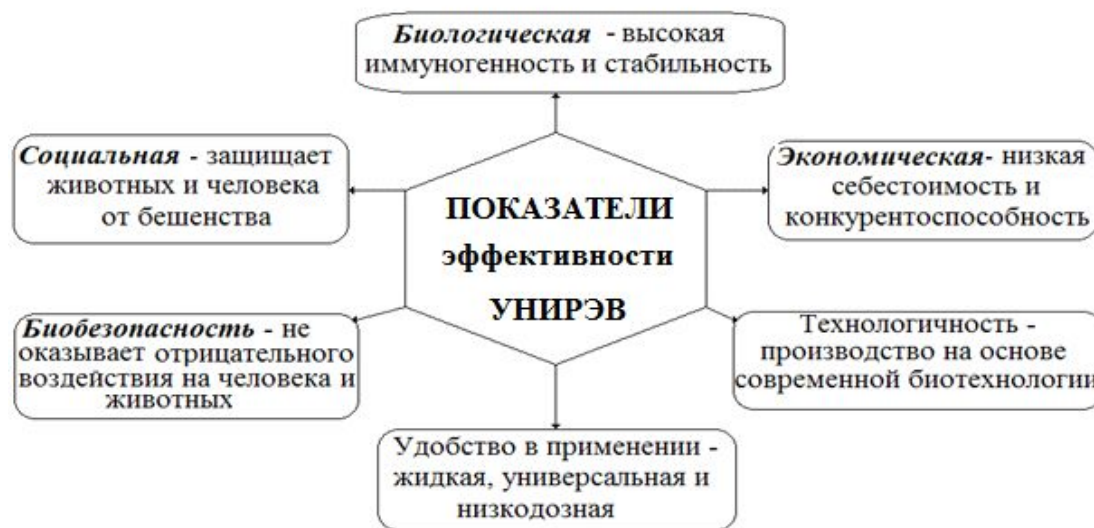 Биологическая - высокая
иммуногенность и стабильность
Социальная - защищает
животных и человека
от бешенства
Экономическая- низкая
себестоимость и
конкурентоспособность
ПОКАЗАТЕЛИ
эффективности
УНИРЭВ
Биобезопасность - не
оказывает отрицательного
воздействия на человека и
животных
Технологичность -
производство на основе
современной биотехнологии
Удобство в применении -
жидкая, универсальная и
низкодозная